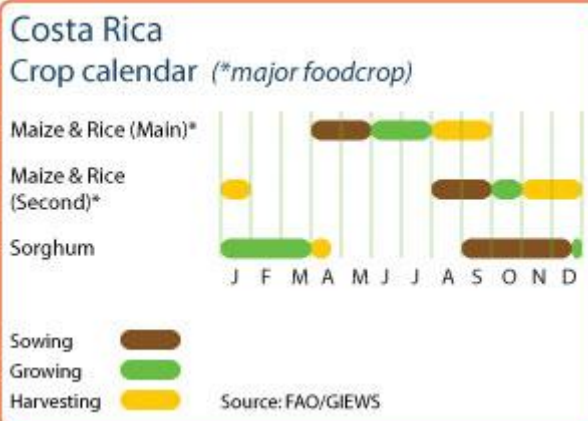 Costa Rica
Crop calendar (*major foodcrop)
Maize & Rice (Main)*
Maize & Rice
(Second)*
Sorghum
J F M A M J J A S O N D
Sowing
Growing
Harvesting
Source: FAO/GIEWS